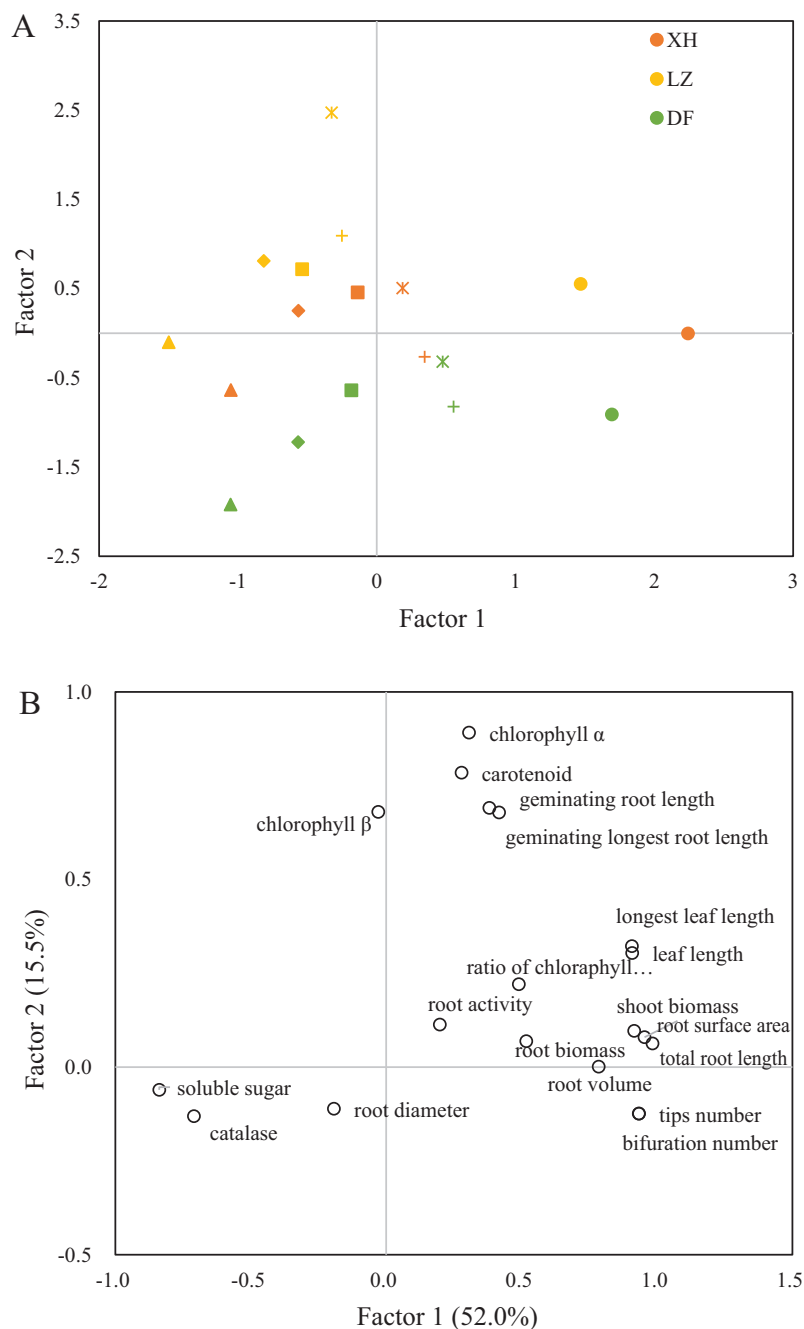 A
3.5
2.5
1.5
0.5
-0.5
-1.5
-2.5
Factor 2
XH
LZ
DF
-2
-1
0
1
2
3
Factor 1
B
1.0
0.5
0.0
-0.5
Factor 2 (15.5%)
chlorophyll α
carotenoid
geminating root length
chlorophyll β
geminating longest root length
longest leaf length
leaf length
ratio of chloraphyll…
root activity
shoot biomass
root surface area
root biomass
total root length
root volume
soluble sugar
root diameter
tips number
catalase
bifuration number
-1.0
-0.5
0.0
0.5
1.0
1.5
Factor 1 (52.0%)